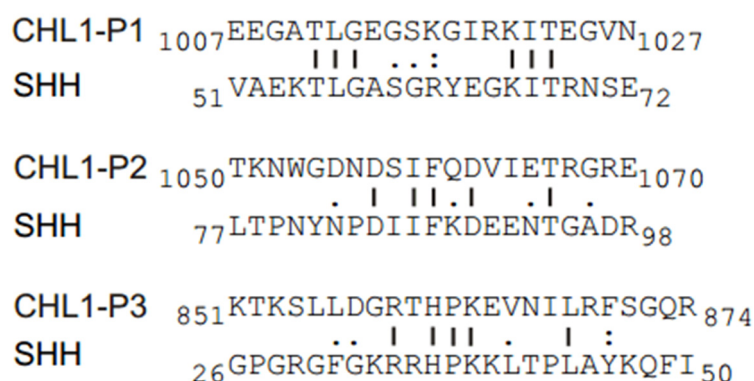 CHL1-P1 1007EEGATLGEGSKGIRKITEGVN1027
||| ..: |||
SHH 51VAEKTLGASGRYEGKITRNSE72
CHL1-P2 1050TKNWGDNDSIFQDVIETRGRE1070
. | ||.| .| .
SHH 77LTPNYNPDIIFKDEENTGADR98
CHL1-P3 851KTKSLLDGRTHPKEVNILRFSGQR874
.. | |||. | :
SHH 26GPGRGFGKRRHPKKLTPLAYKQFI50